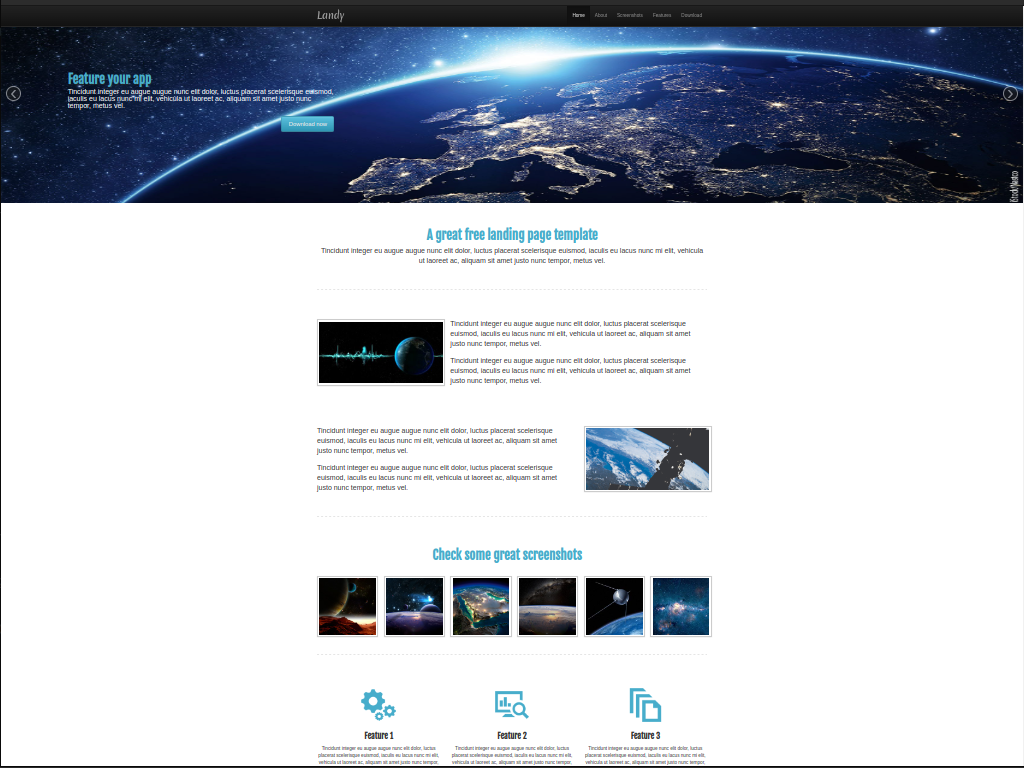 Landy
Home About Screenshots Features Download
Feature your app
Tincidunt integer eu augue augue nunc elit dolor, luctus placerat scelerisque euismod,
iaculis eu lacus nunc mi elit, vehicula ut laoreet ac, aliquam sit amet justo nunc
tempor, metus vel.
Download now
A great free landing page template
Tincidunt integer eu augue augue nunc elit dolor, luctus placerat scelerisque euismod, iaculis eu lacus nunc mi elit, vehicula
ut laoreet ac, aliquam sit amet justo nunc tempor, metus vel.
Tincidunt integer eu augue augue nunc elit dolor, luctus placerat scelerisque
euismod, iaculis eu lacus nunc mi elit, vehicula ut laoreet ac, aliquam sit amet
justo nunc tempor, metus vel.
Tincidunt integer eu augue augue nunc elit dolor, luctus placerat scelerisque
euismod, iaculis eu lacus nunc mi elit, vehicula ut laoreet ac, aliquam sit amet
justo nunc tempor, metus vel.
Tincidunt integer eu augue augue nunc elit dolor, luctus placerat scelerisque
euismod, iaculis eu lacus nunc mi elit, vehicula ut laoreet ac, aliquam sit amet
justo nunc tempor, metus vel.
Tincidunt integer eu augue augue nunc elit dolor, luctus placerat scelerisque
euismod, iaculis eu lacus nunc mi elit, vehicula ut laoreet ac, aliquam sit amet
justo nunc tempor, metus vel.
Check some great screenshots
Feature 1
Tincidunt integer eu augue augue nunc elit dolor, luctus
placerat scelerisque euismod, iaculis eu lacus nunc mi elit,
vehicula ut laoreet ac, aliquam sit amet justo nunc tempor,
Feature 2
Tincidunt integer eu augue augue nunc elit dolor, luctus
placerat scelerisque euismod, iaculis eu lacus nunc mi elit,
vehicula ut laoreet ac, aliquam sit amet justo nunc tempor,
Feature 3
Tincidunt integer eu augue augue nunc elit dolor, luctus
placerat scelerisque euismod, iaculis eu lacus nunc mi elit,
vehicula ut laoreet ac, aliquam sit amet justo nunc tempor,